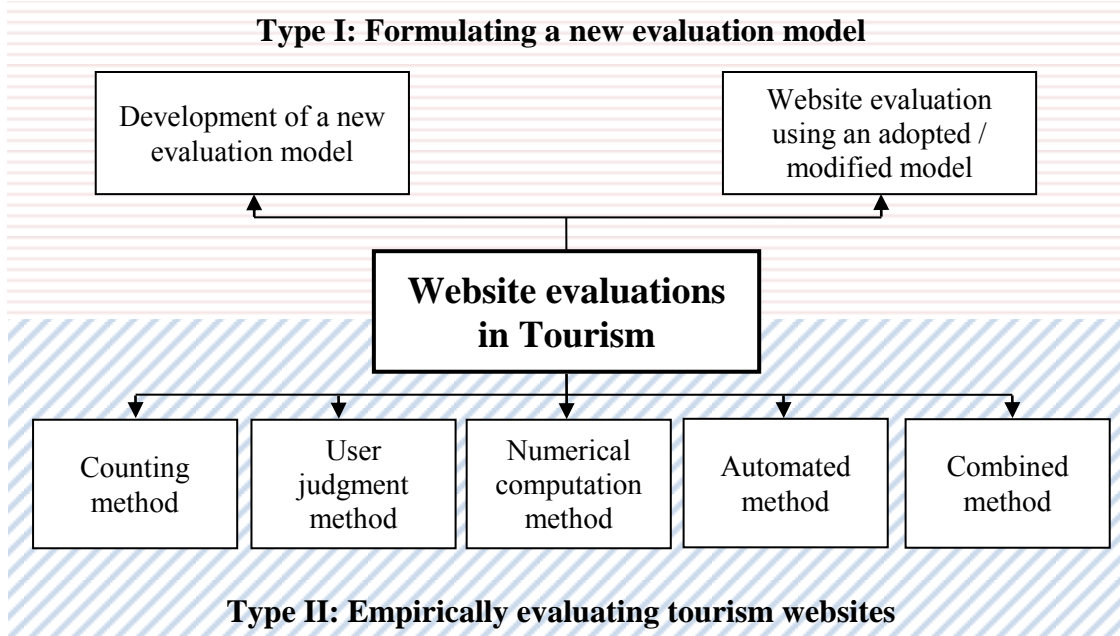 Type I: Formulating a new evaluation model
Development of a new
evaluation model
Website evaluation
using an adopted /
modified model
Website evaluations
in Tourism
Counting
method
User
judgment
method
Numerical
computation
method
Automated
method
Combined
method
Type II: Empirically evaluating tourism websites